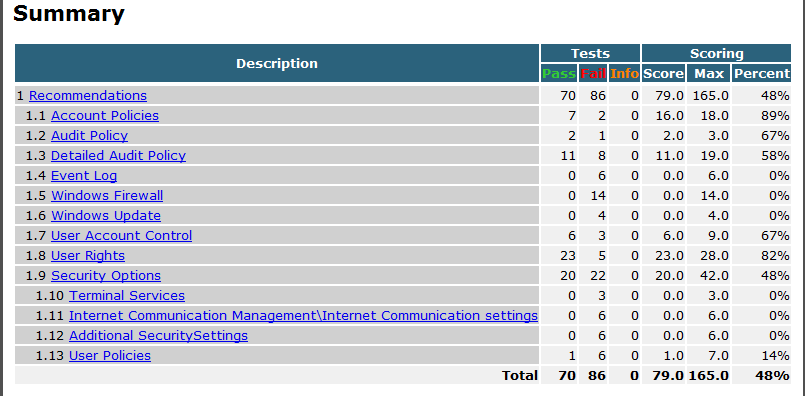 Summary
Description Tests Scoring
Pass Fail Info Score Max Percent
1 Recommendations 70 86 0 79.0 165.0 48%
1.1 Account Policies 7 2 0 16.0 18.0 89%
1.2 Audit Policy 2 1 0 2.0 3.0 67%
1.3 Detailed Audit Policy 11 8 0 11.0 19.0 58%
1.4 Event Log 0 6 0 0.0 6.0 0%
1.5 Windows Firewall 0 14 0 0.0 14.0 0%
1.6 Windows Update 0 4 0 0.0 4.0 0%
1.7 User Account Control 6 3 0 6.0 9.0 67%
1.8 User Rights 23 5 0 23.0 28.0 82%
1.9 Security Options 20 22 0 20.0 42.0 48%
1.10 Terminal Services 0 3 0 0.0 3.0 0%
1.11 Internet Communication Management\Internet Communication settings 0 6 0 0.0 6.0 0%
1.12 Additional SecuritySettings 0 6 0 0.0 6.0 0%
1.13 User Policies 1 6 0 1.0 7.0 14%
Total 70 86 0 79.0 165.0 48%